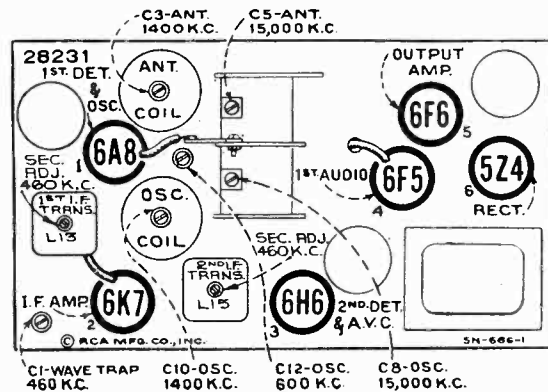 C3-ANT.
1400 K.C.
C5-ANT.
15,000 K.C.
28231
1ST. DET.
&
OSC.
ANT.
COIL
OUTPUT
AMP.
6F6
5
6A8
1
SEC.
ADJ.
460 K.C.
1ST AUDIO
6F5
4
5Z4
6
RECT.
1ST I.F.
TRANS.
L13
OSC.
COIL
SEC. ADJ.
460 K.C.
2ND I.F.
TRANS.
L15
I.F. AMP.
2
6K7
6H6
3
2ND. DET.
& A.V.C.
© RCA MFG. CO., INC.
SN-666-1
C1-WAVE TRAP
460 K.C.
C10-OSC.
1400 K.C.
C12-OSC.
600 K.C.
C8-OSC.
15,000 K.C.